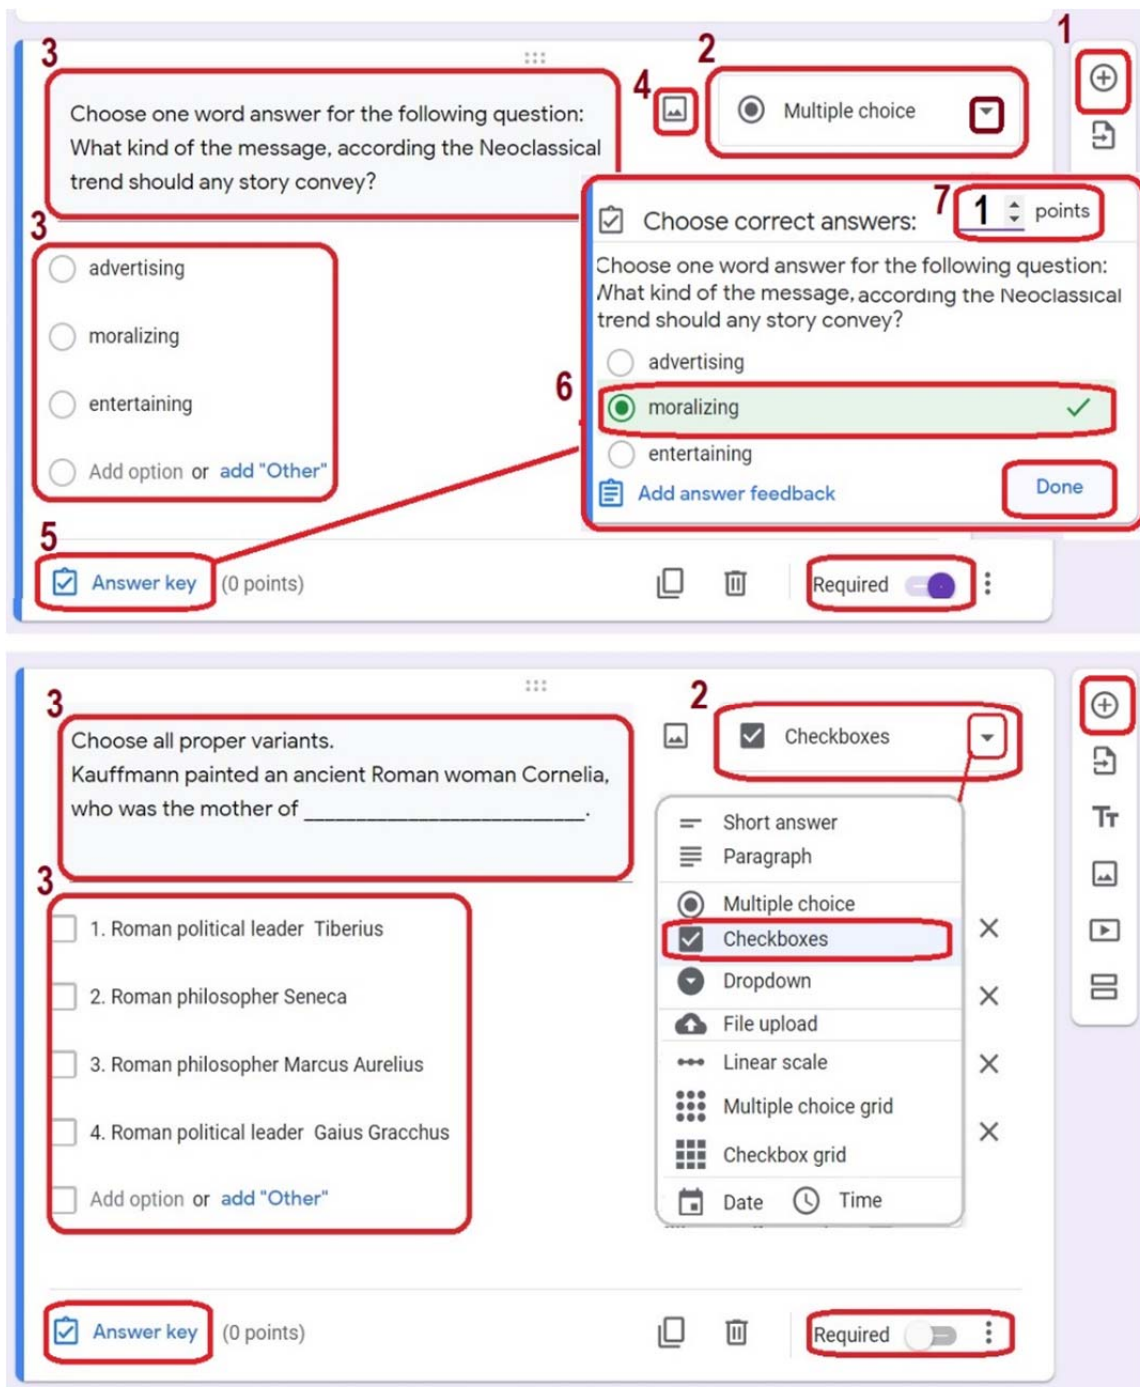 1
3
2
4
Multiple choice
Choose one word answer for the following question:
What kind of the message, according the Neoclassical
trend should any story convey?
3
advertising
moralizing
entertaining
Add option or add "Other"
7
Choose correct answers: 1 points
Choose one word answer for the following question:
What kind of the message, according the Neoclassical
trend should any story convey?
advertising
6
moralizing
entertaining
Add answer feedback
Done
5
Answer key (0 points)
Required
3
2
Choose all proper variants.
Kauffmann painted an ancient Roman woman Cornelia,
who was the mother of ____________________________.
Checkboxes
3
1. Roman political leader Tiberius
2. Roman philosopher Seneca
3. Roman philosopher Marcus Aurelius
4. Roman political leader Gaius Gracchus
Add option or add "Other"
Short answer
Paragraph
Multiple choice
Checkboxes
Dropdown
File upload
Linear scale
Multiple choice grid
Checkbox grid
Date Time
Tт
Answer key (0 points)
Required